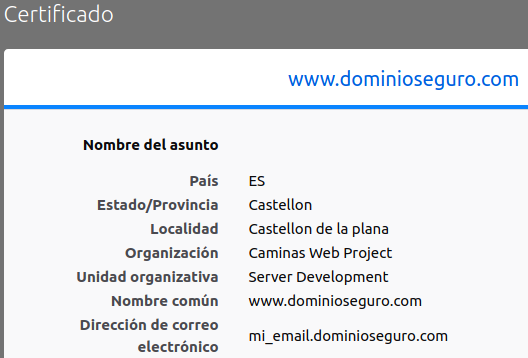 Certificado
www.dominioseguro.com
Nombre del asunto
País ES
Estado/Provincia Castellon
Localidad Castellon de la plana
Organización Caminas Web Project
Unidad organizativa Server Development
Nombre común www.dominioseguro.com
Dirección de correo
electrónico mi_email.dominioseguro.com